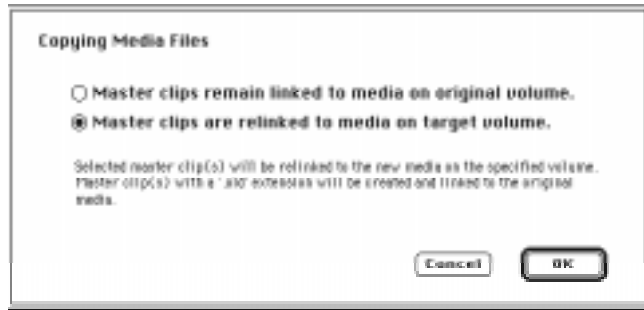 Copying Media Files
Master clips remain linked to media on original volume.
Master clips are relinked to media on target volume.
Selected master clip(s) will be relinked to the new media on the specified volume.
Master clip(s) with a '.old' extension will be created and linked to the original
media.
Cancel
OK